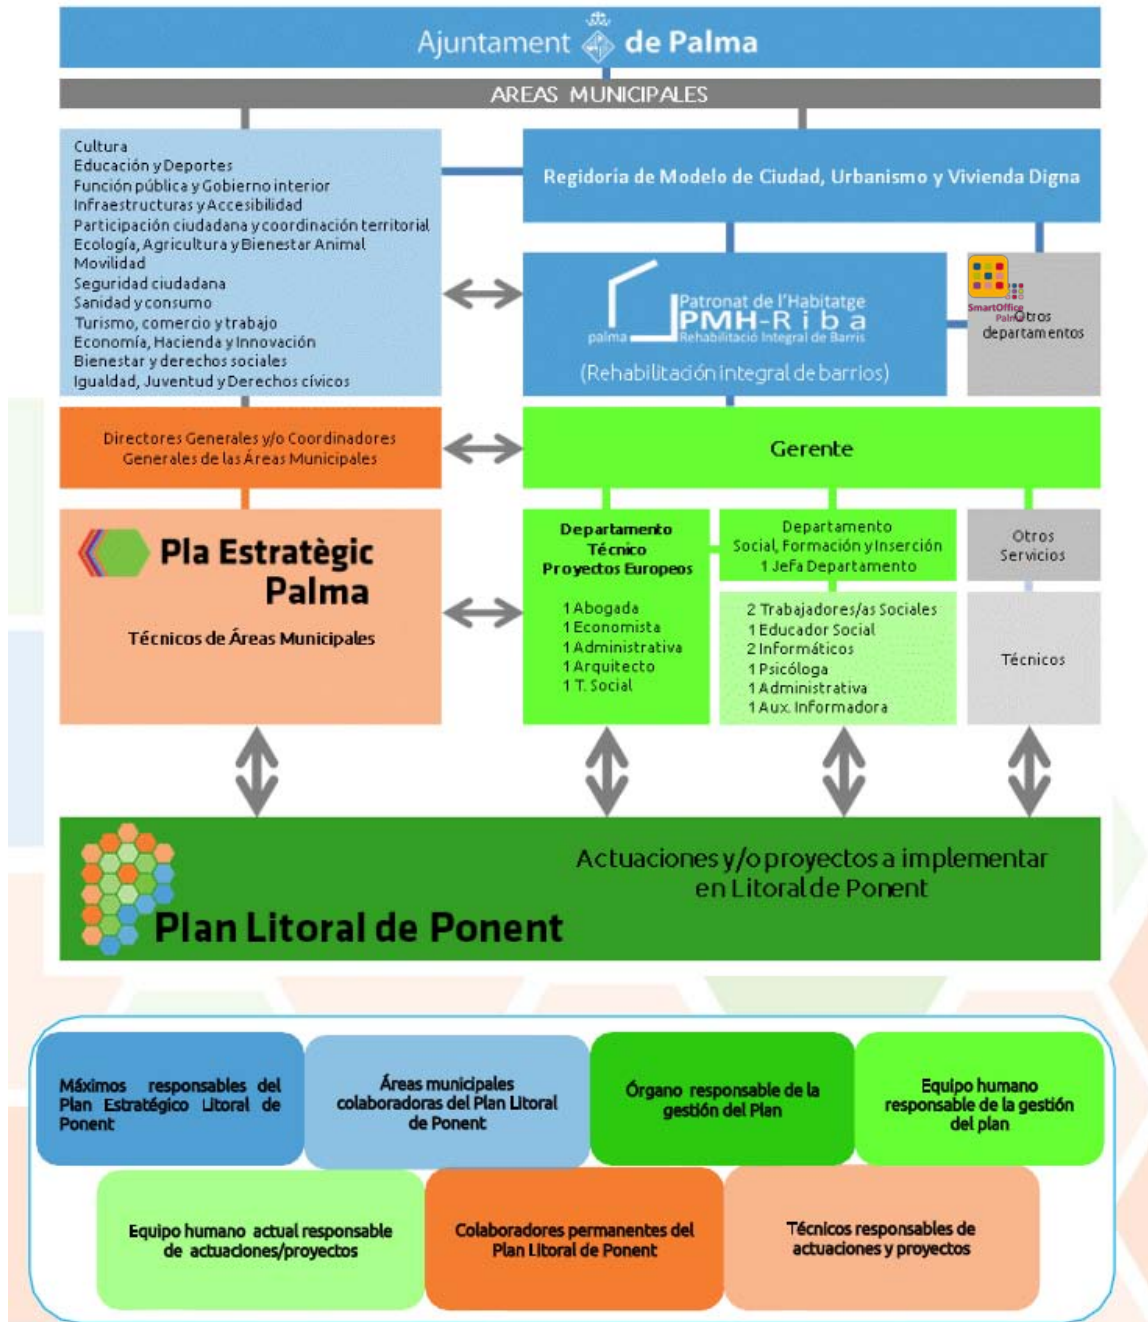 Ajuntament de Palma
AREAS MUNICIPALES
Cultura
Educación y Deportes
Función pública y Gobierno interior
Infraestructuras y Accesibilidad
Participación ciudadana y coordinación territorial
Ecología, Agricultura y Bienestar Animal
Movilidad
Seguridad ciudadana
Sanidad y consumo
Turismo, comercio y trabajo
Economía, Hacienda y Innovación
Bienestar y derechos sociales
Igualdad, Juventud y Derechos cívicos
Regidoría de Modelo de Ciudad, Urbanismo y Vivienda Digna
Patronat de l'Habitatge
PMH-Riba
palma Rehabilitació Integral de Barris
(Rehabilitación integral de barrios)
SmartOffice
Palma
Otros
departamentos
Directores Generales y/o Coordinadores
Generales de las Áreas Municipales
Gerente
Pla Estratègic
Palma
Técnicos de Áreas Municipales
Departamento
Técnico
Proyectos Europeos
1 Abogada
1 Economista
1 Administrativa
1 Arquitecto
1 T. Social
Departamento
Social, Formación y Inserción
1 Jefa Departamento
2 Trabajadores/as Sociales
1 Educador Social
2 Informáticos
1 Psicóloga
1 Administrativa
1 Aux. Informadora
Otros
Servicios
Técnicos
Actuaciones y/o proyectos a implementar
en Litoral de Ponent
Plan Litoral de Ponent
Máximos responsables del
Plan Estratégico Litoral de
Ponent
Áreas municipales
colaboradoras del Plan Litoral
de Ponent
Órgano responsable de la
gestión del Plan
Equipo humano
responsable de la gestión
del plan
Equipo humano actual responsable
de actuaciones/proyectos
Colaboradores permanentes del
Plan Litoral de Ponent
Técnicos responsables de
actuaciones y proyectos